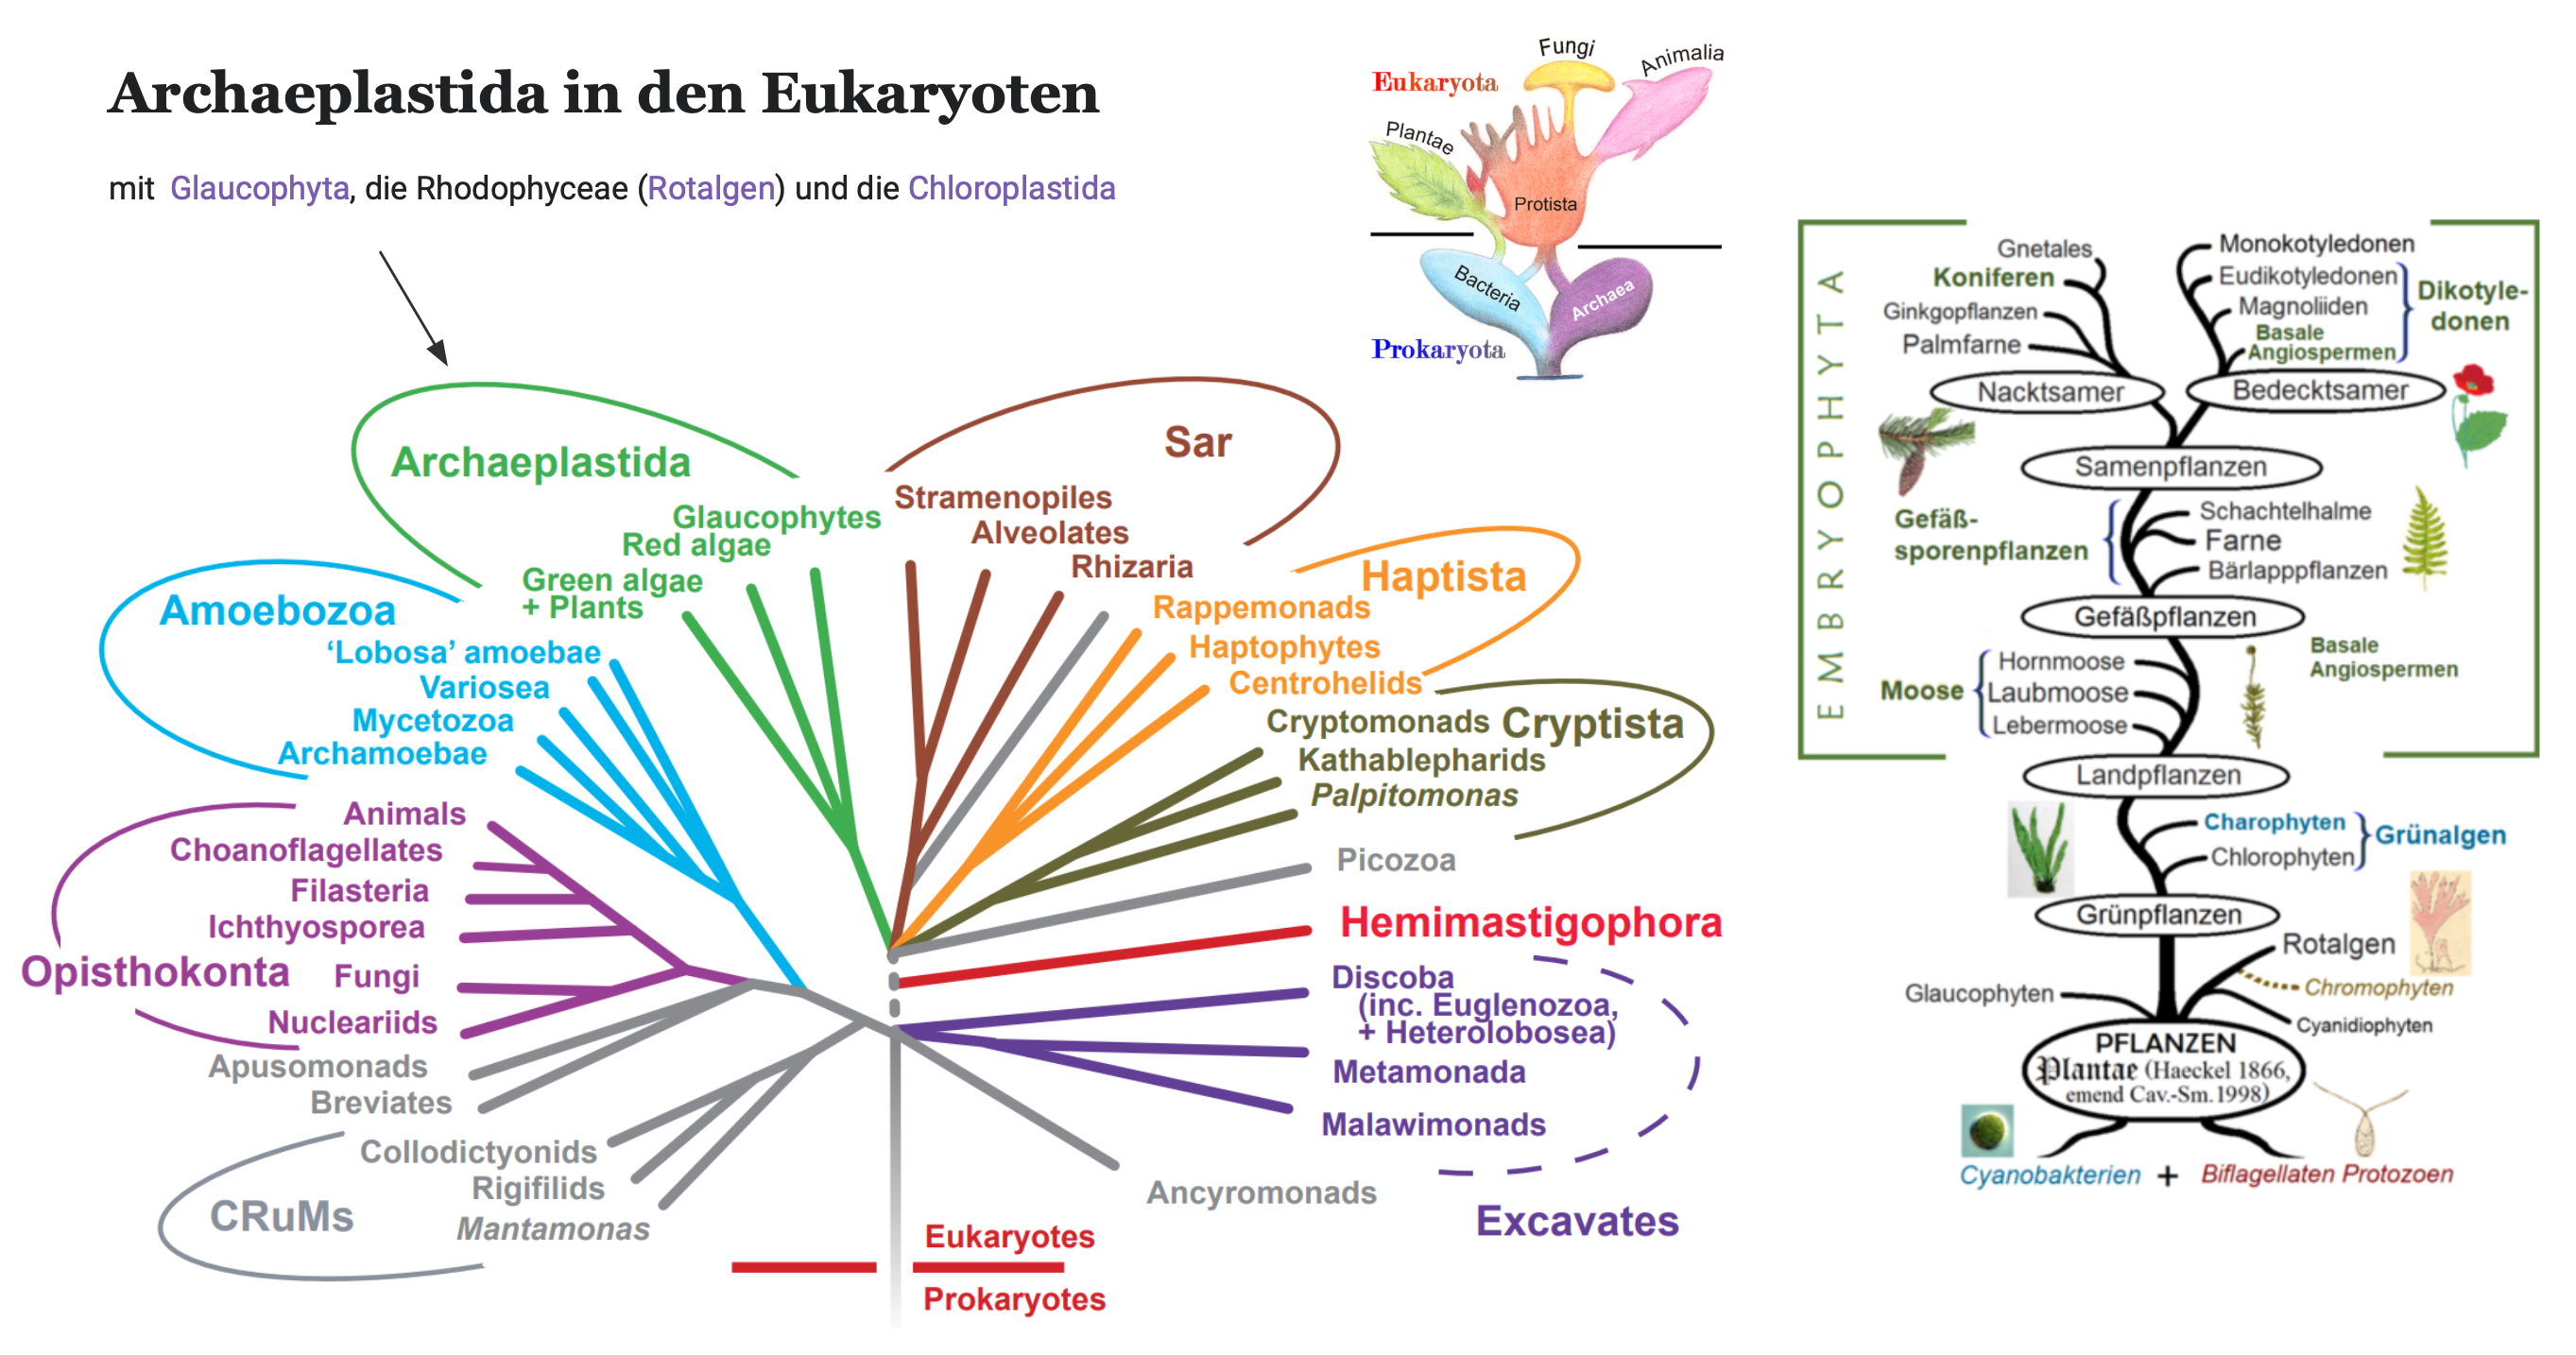 Archaeplastida in den Eukaryoten
mit Glaucophyta, die Rhodophyceae (Rotalgen) und die Chloroplastida
Fungi
Animalia
Eukaryota
Plantae
Protista
Bacteria
Archaea
Prokaryota
Archaeplastida
Glaucophytes
Red algae
Green algae
+ Plants
Sar
Stramenopiles
Alveolates
Rhizaria
Haptista
Rappemonads
Haptophytes
Centrohelids
Cryptomonads
Cryptista
Kathablepharids
Palpitomonas
Picozoa
Hemimastigophora
Discoba
(inc. Euglenozoa,
+ Heterolobosea)
Metamonada
Malawimonads
Excavates
Ancyromonads
Amoebozoa
‘Lobosa’ amoebae
Variosea
Mycetozoa
Archamoebae
Animals
Choanoflagellates
Filasteria
Ichthyosporea
Opisthokonta
Fungi
Nucleariids
Apusomonads
Breviates
Collodictyonids
Rigifilids
CRuMs
Mantamonas
Eukaryotes
Prokaryotes
EMBRYOPHYTA
Gnetales
Koniferen
Ginkgopflanzen
Palmfarne
Nacktsamer
Monokotyledonen
Eudikotyledonen
Magnoliiden
Basale
Angiospermen
Dikotyle-
donen
Bedecktsamer
Samenpflanzen
Gefäß-
sporenpflanzen
Schachtelhalme
Farne
Bärlapppflanzen
Gefäßpflanzen
Moose
Hornmoose
Laubmoose
Lebermoose
Basale
Angiospermen
Landpflanzen
Charophyten
Chlorophyten
Grünalgen
Grünpflanzen
Rotalgen
Chromophyten
Glaucophyten
Cyanidiophyten
PFLANZEN
Plantae (Haeckel 1866,
emend Cav.-Sm. 1998)
Cyanobakterien + Biflagellaten Protozoen